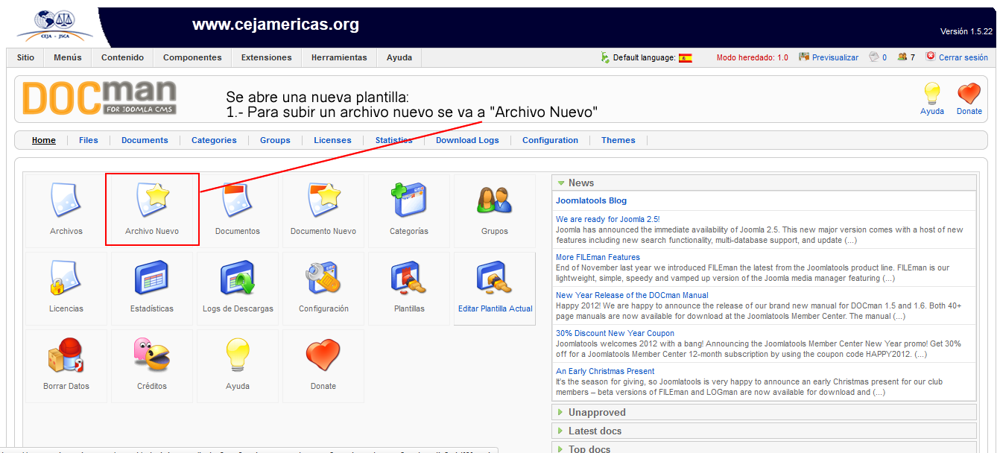 www.cejamericas.org
CEJA - JSCA
Versión 1.5.22
Sitio Menús Contenido Componentes Extensiones Herramientas Ayuda Default language: Modo heredado: 1.0 Previsualizar 0 7 Cerrar sesión
DOCman
FOR JOOMLA CMS
Se abre una nueva plantilla:
1.- Para subir un archivo nuevo se va a "Archivo Nuevo"
Ayuda Donate
Home Files Documents Categories Groups Licenses Statistics Download Logs Configuration Themes
Archivos Archivo Nuevo Documentos Documento Nuevo Categorías Grupos
Licencias Estadísticas Logs de Descargas Configuración Plantillas Editar Plantilla Actual
Borrar Datos Créditos Ayuda Donate
News
Joomlatools Blog
We are ready for Joomla 2.5!
Joomla has announced the immediate availability of Joomla 2.5. This new major version comes with a host of new
features including new search functionality, multi-database support, and update (...)
More FILEman Features
End of November last year we introduced FILEman the latest from the Joomlatools product line. FILEman is our
lightweight, simple, speedy and vamped up version of the Joomla media manager featuring (...)
New Year Release of the DOCman Manual
Happy 2012! We are happy to announce the release of our brand new manual for DOCman 1.5 and 1.6. Both 40+
page manuals are now available for download at the Joomlatools Member Center. The manual (...)
30% Discount New Year Coupon
Joomlatools welcomes 2012 with a bang! Announcing the Joomlatools Member Center New Year promo! Get 30%
off for a Joomlatools Member Center 12-month subscription by using the coupon code HAPPY2012. (...)
An Early Christmas Present
It's the season for giving, so Joomlatools is very happy to announce an early Christmas present for our club
members – beta versions of FILEman and LOGman are now available for download and (...)
Unapproved
Latest docs
Top docs